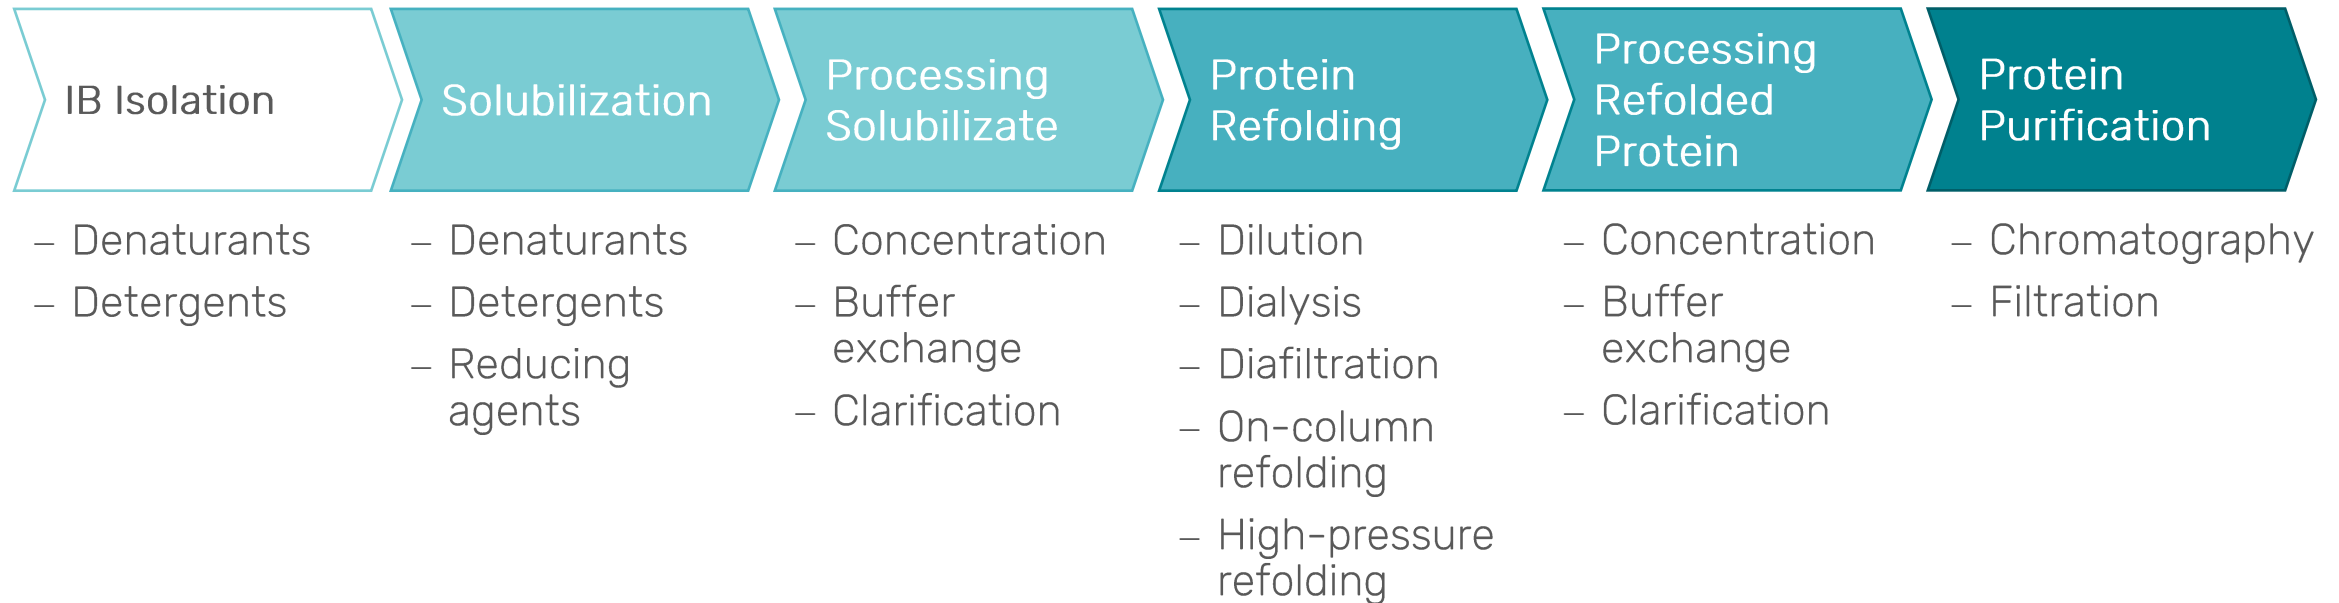 IB Isolation
Solubilization
Processing
Solubilizate
Protein
Refolding
Processing
Refolded
Protein
Protein
Purification
– Denaturants
– Detergents
– Denaturants
– Detergents
– Reducing
agents
– Concentration
– Buffer
exchange
– Clarification
– Dilution
– Dialysis
– Diafiltration
– On-column
refolding
– High-pressure
refolding
– Concentration
– Buffer
exchange
– Clarification
– Chromatography
– Filtration